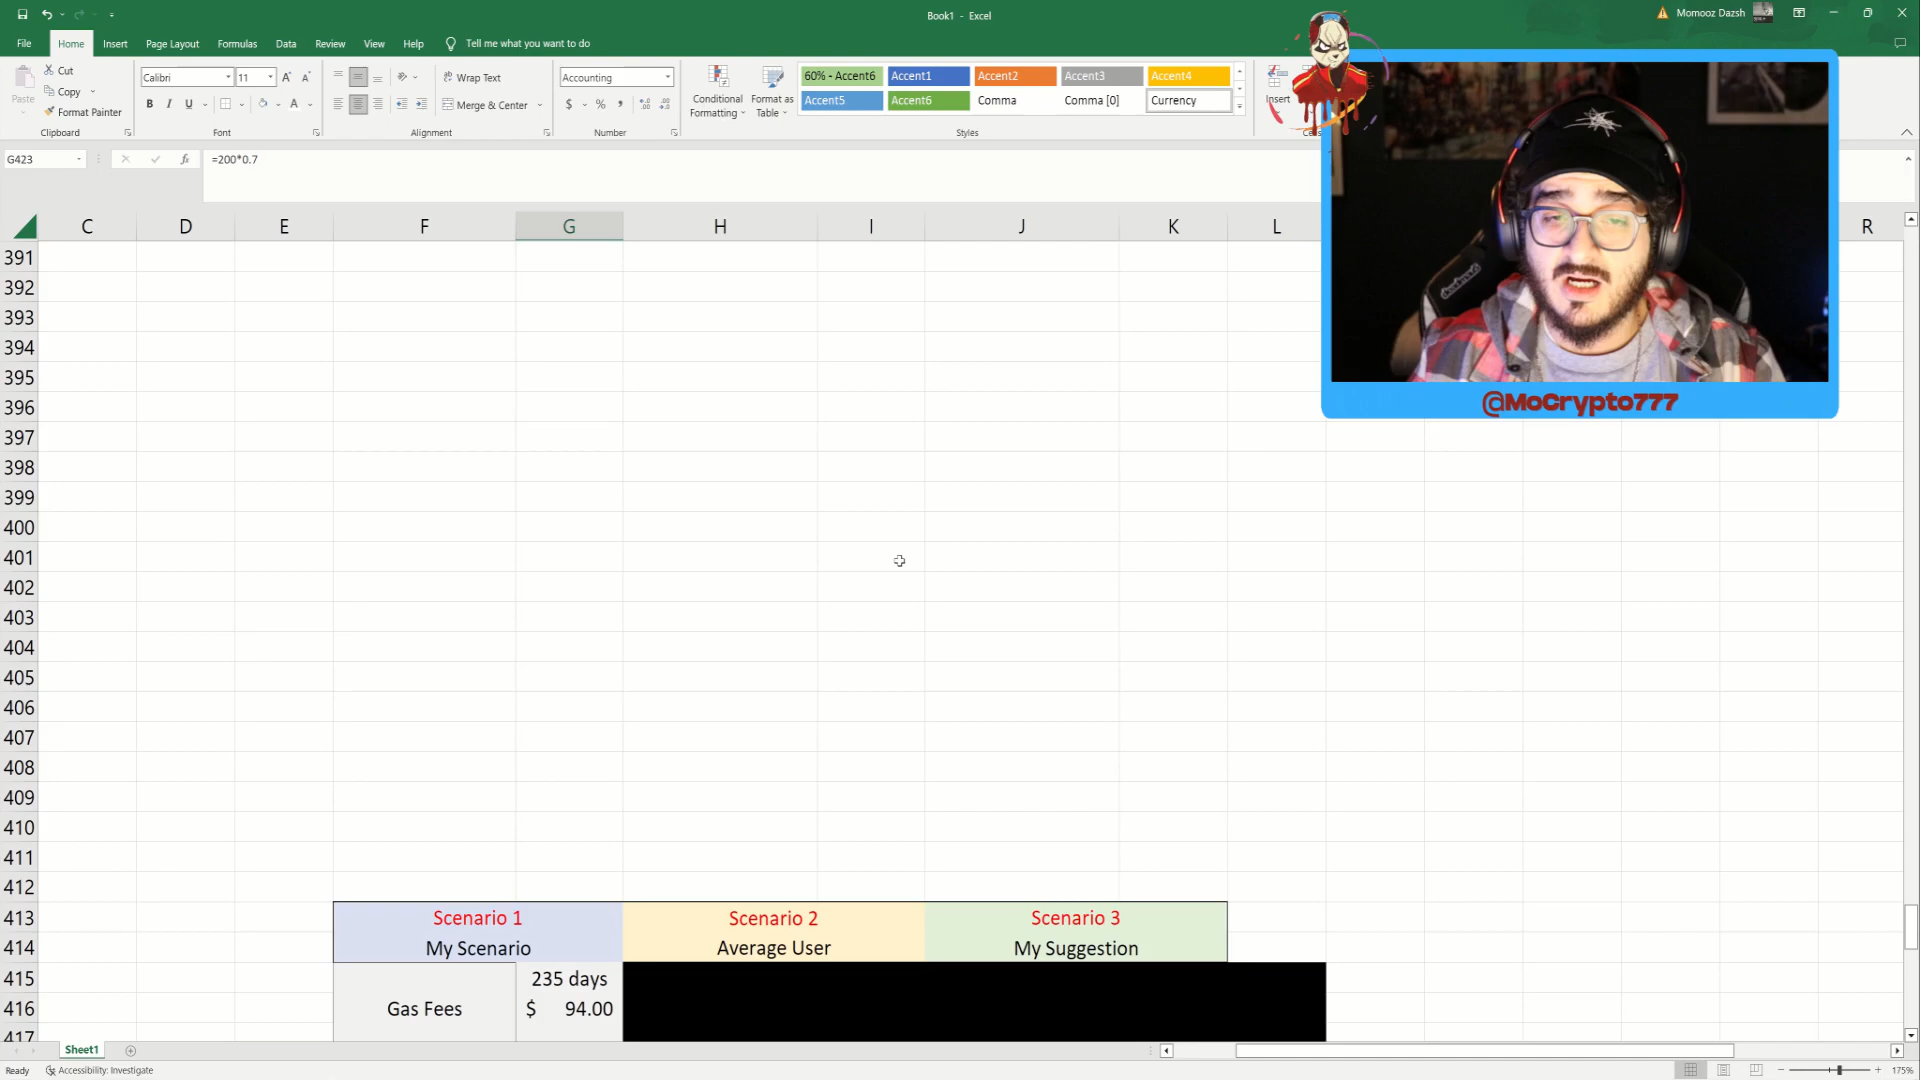 Book1 - Excel
Momooz Dazsh
File Home Insert Page Layout Formulas Data Review View Help Tell me what you want to do
Paste
Cut
Copy
Format Painter
Clipboard
Calibri 11
B I U
Font
Wrap Text
Merge & Center
Alignment
Accounting
$ %
Number
Conditional Formatting
Format as Table
60% - Accent6 Accent1 Accent2 Accent3 Accent4
Accent5 Accent6 Comma Comma [0] Currency
Styles
Insert
G423 fx =200*0.7
C D E F G H I J K L R
391
392
393
394
395
396
397
398
399
400
401
402
403
404
405
406
407
408
409
410
411
412
413 Scenario 1 Scenario 2 Scenario 3
414 My Scenario Average User My Suggestion
415 235 days
416 Gas Fees $ 94.00
417
@MoCrypto777
Sheet1
Ready Accessibility: Investigate 175%